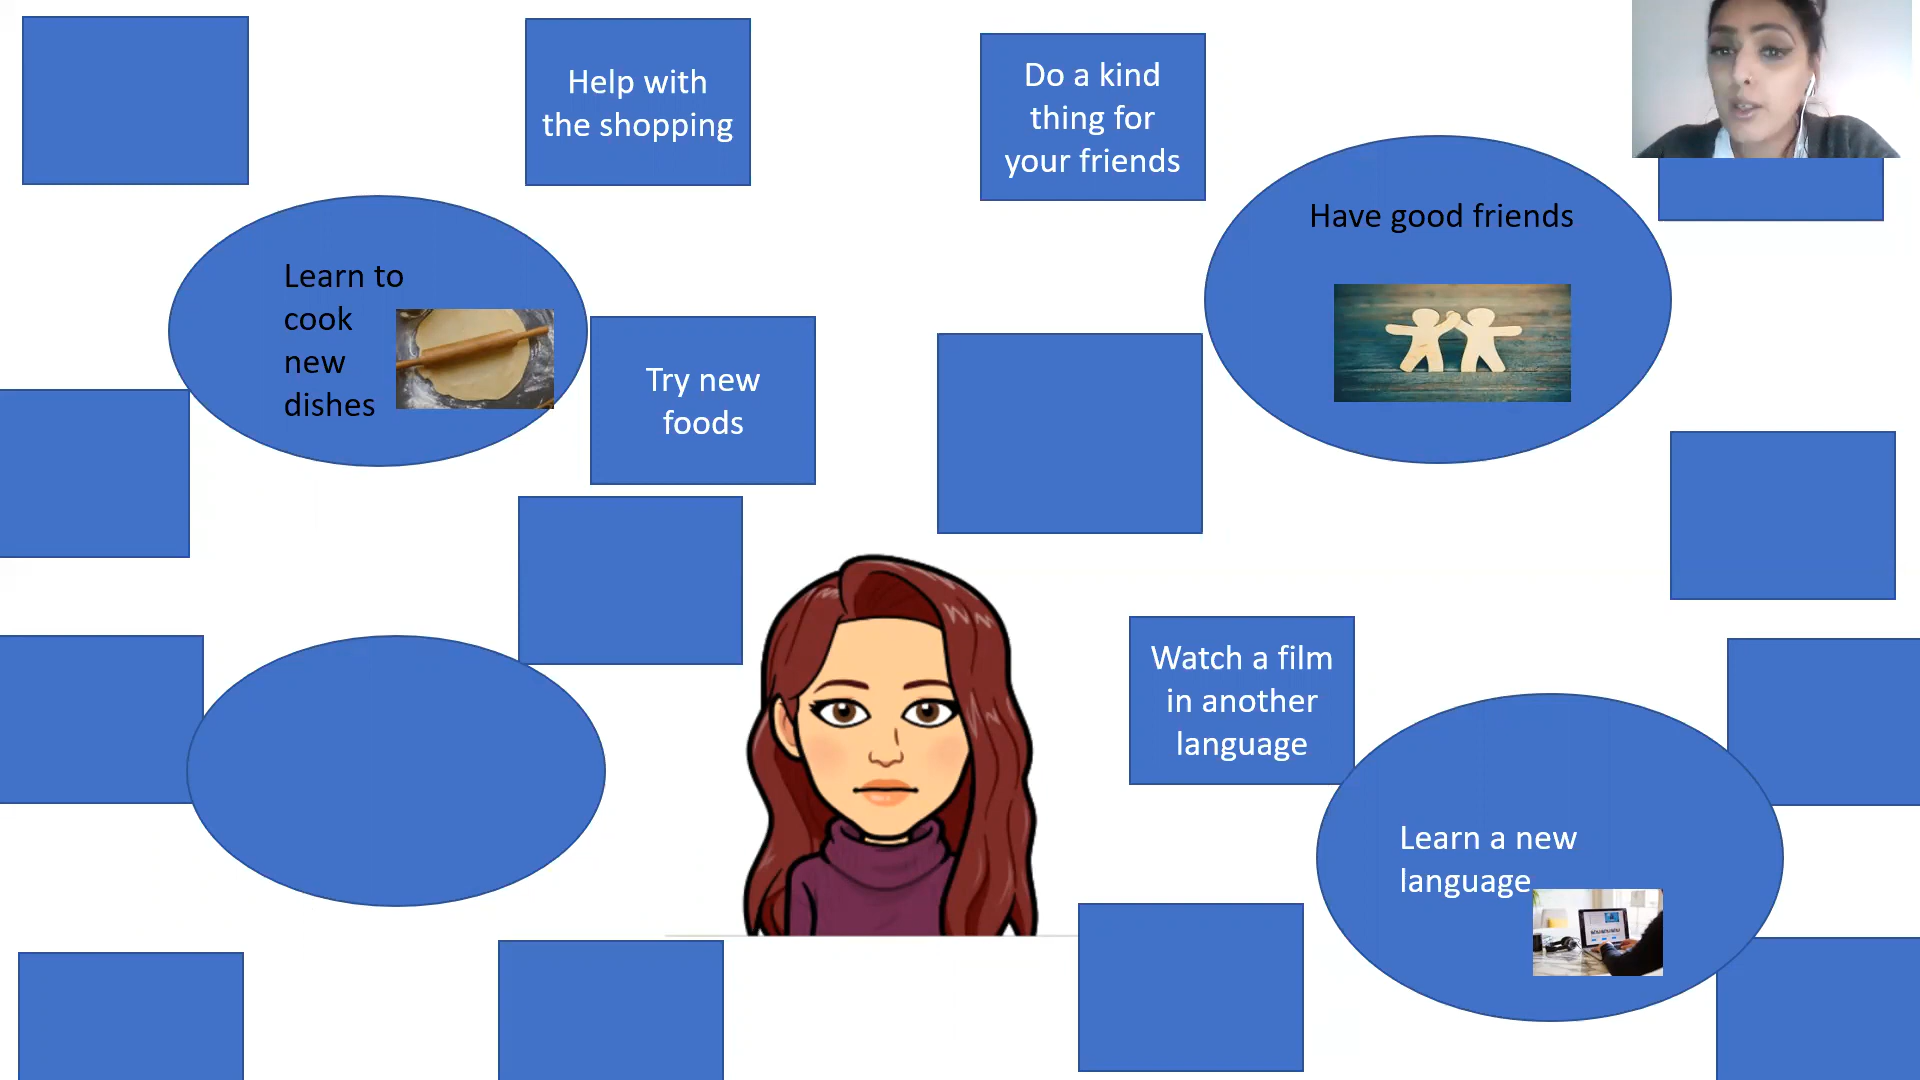 Help with
the shopping
Do a kind
thing for
your friends
Have good friends
Learn to
cook
new
dishes
Try new
foods
Watch a film
in another
language
Learn a new
language